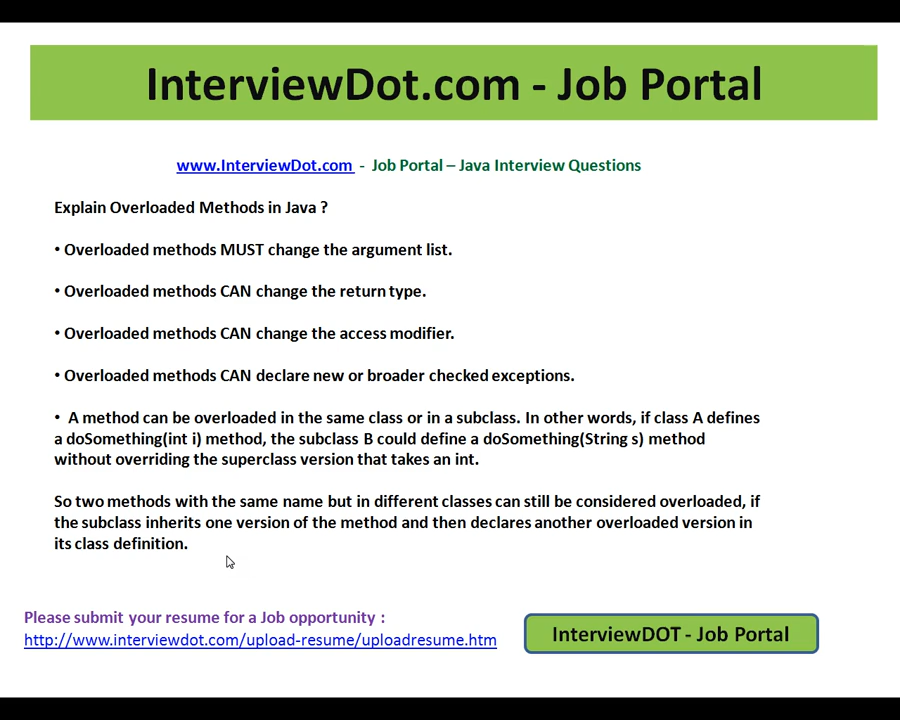 InterviewDot.com - Job Portal
www.InterviewDot.com - Job Portal – Java Interview Questions
Explain Overloaded Methods in Java ?
• Overloaded methods MUST change the argument list.
• Overloaded methods CAN change the return type.
• Overloaded methods CAN change the access modifier.
• Overloaded methods CAN declare new or broader checked exceptions.
• A method can be overloaded in the same class or in a subclass. In other words, if class A defines
a doSomething(int i) method, the subclass B could define a doSomething(String s) method
without overriding the superclass version that takes an int.
So two methods with the same name but in different classes can still be considered overloaded, if
the subclass inherits one version of the method and then declares another overloaded version in
its class definition.
Please submit your resume for a Job opportunity :
http://www.interviewdot.com/upload-resume/uploadresume.htm
InterviewDOT - Job Portal